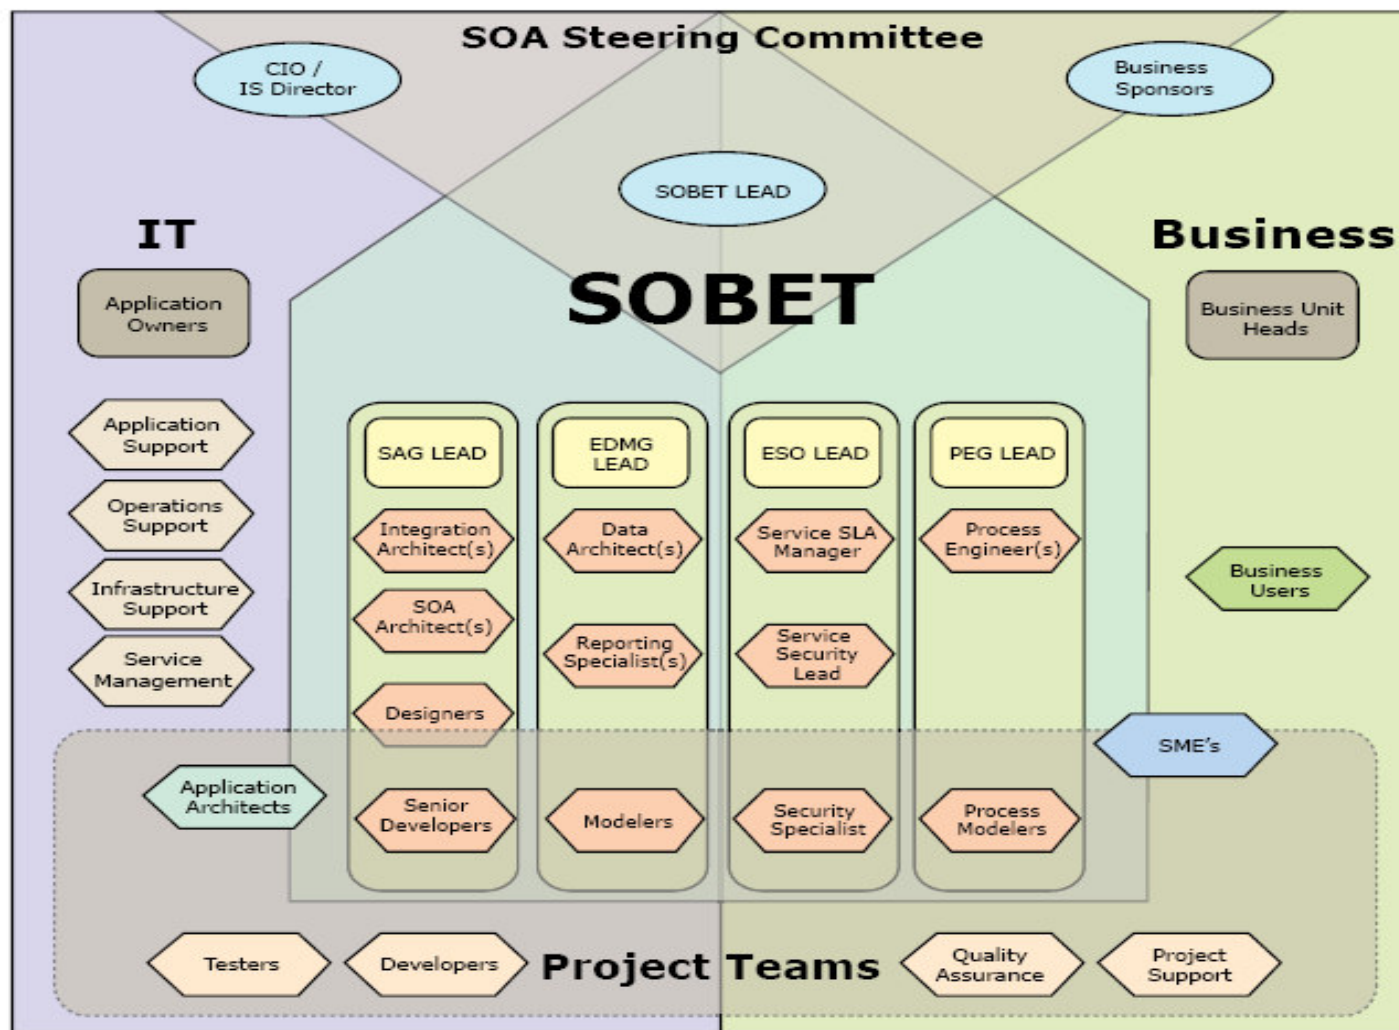 SOA Steering Committee
CIO /
IS Director
Business
Sponsors
SOBET LEAD
IT
Business
SOBET
Application
Owners
Business Unit
Heads
Application
Support
Operations
Support
Infrastructure
Support
Service
Management
SAG LEAD
Integration
Architect(s)
SOA
Architect(s)
Designers
Senior
Developers
EDMG
LEAD
Data
Architect(s)
Reporting
Specialist(s)
Modelers
ESO LEAD
Service SLA
Manager
Service
Security
Lead
Security
Specialist
PEG LEAD
Process
Engineer(s)
Process
Modelers
Business
Users
SME's
Application
Architects
Testers
Developers
Project Teams
Quality
Assurance
Project
Support